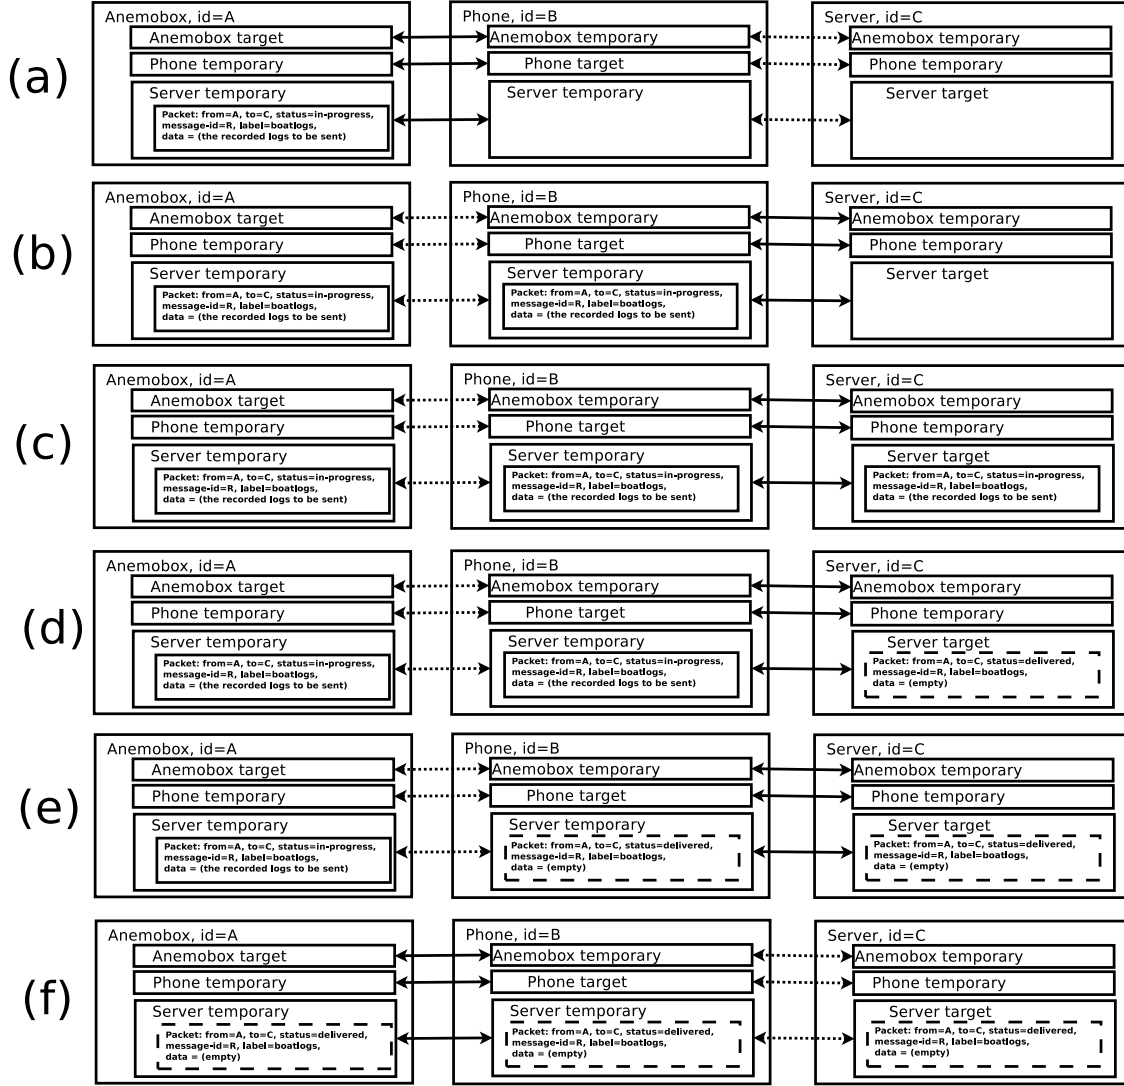 (a)
Anemobox, id=A
Anemobox target
Phone temporary
Server temporary
Packet: from=A, to=C, status=in-progress,
message-id=R, label=boatlogs,
data = (the recorded logs to be sent)
Phone, id=B
Anemobox temporary
Phone target
Server temporary
Server, id=C
Anemobox temporary
Phone temporary
Server target
(b)
Anemobox, id=A
Anemobox target
Phone temporary
Server temporary
Packet: from=A, to=C, status=in-progress,
message-id=R, label=boatlogs,
data = (the recorded logs to be sent)
Phone, id=B
Anemobox temporary
Phone target
Server temporary
Packet: from=A, to=C, status=in-progress,
message-id=R, label=boatlogs,
data = (the recorded logs to be sent)
Server, id=C
Anemobox temporary
Phone temporary
Server target
(c)
Anemobox, id=A
Anemobox target
Phone temporary
Server temporary
Packet: from=A, to=C, status=in-progress,
message-id=R, label=boatlogs,
data = (the recorded logs to be sent)
Phone, id=B
Anemobox temporary
Phone target
Server temporary
Packet: from=A, to=C, status=in-progress,
message-id=R, label=boatlogs,
data = (the recorded logs to be sent)
Server, id=C
Anemobox temporary
Phone temporary
Server target
Packet: from=A, to=C, status=in-progress,
message-id=R, label=boatlogs,
data = (the recorded logs to be sent)
(d)
Anemobox, id=A
Anemobox target
Phone temporary
Server temporary
Packet: from=A, to=C, status=in-progress,
message-id=R, label=boatlogs,
data = (the recorded logs to be sent)
Phone, id=B
Anemobox temporary
Phone target
Server temporary
Packet: from=A, to=C, status=in-progress,
message-id=R, label=boatlogs,
data = (the recorded logs to be sent)
Server, id=C
Anemobox temporary
Phone temporary
Server target
Packet: from=A, to=C, status=delivered,
message-id=R, label=boatlogs,
data = (empty)
(e)
Anemobox, id=A
Anemobox target
Phone temporary
Server temporary
Packet: from=A, to=C, status=in-progress,
message-id=R, label=boatlogs,
data = (the recorded logs to be sent)
Phone, id=B
Anemobox temporary
Phone target
Server temporary
Packet: from=A, to=C, status=delivered,
message-id=R, label=boatlogs,
data = (empty)
Server, id=C
Anemobox temporary
Phone temporary
Server target
Packet: from=A, to=C, status=delivered,
message-id=R, label=boatlogs,
data = (empty)
(f)
Anemobox, id=A
Anemobox target
Phone temporary
Server temporary
Packet: from=A, to=C, status=delivered,
message-id=R, label=boatlogs,
data = (empty)
Phone, id=B
Anemobox temporary
Phone target
Server temporary
Packet: from=A, to=C, status=delivered,
message-id=R, label=boatlogs,
data = (empty)
Server, id=C
Anemobox temporary
Phone temporary
Server target
Packet: from=A, to=C, status=delivered,
message-id=R, label=boatlogs,
data = (empty)